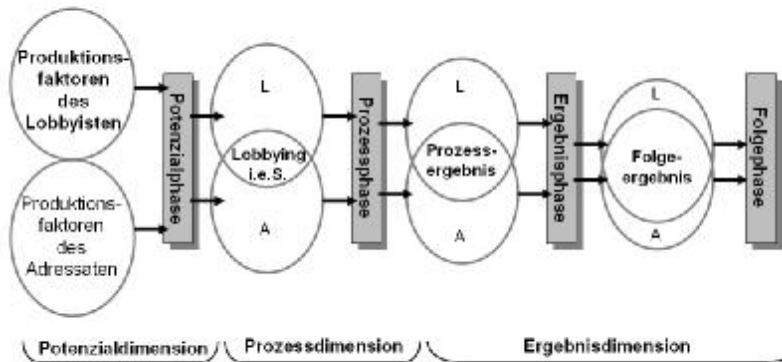 Produktions-
faktoren
des
Lobbyisten
Produktions-
faktoren
des
Adressaten
Potenzialphase
L
Lobbying
i.e.S.
A
Prozessphase
L
Prozess-
ergebnis
A
Ergebnisphase
L
Folge-
ergebnis
A
Folgephase
Potenzialdimension
Prozessdimension
Ergebnisdimension